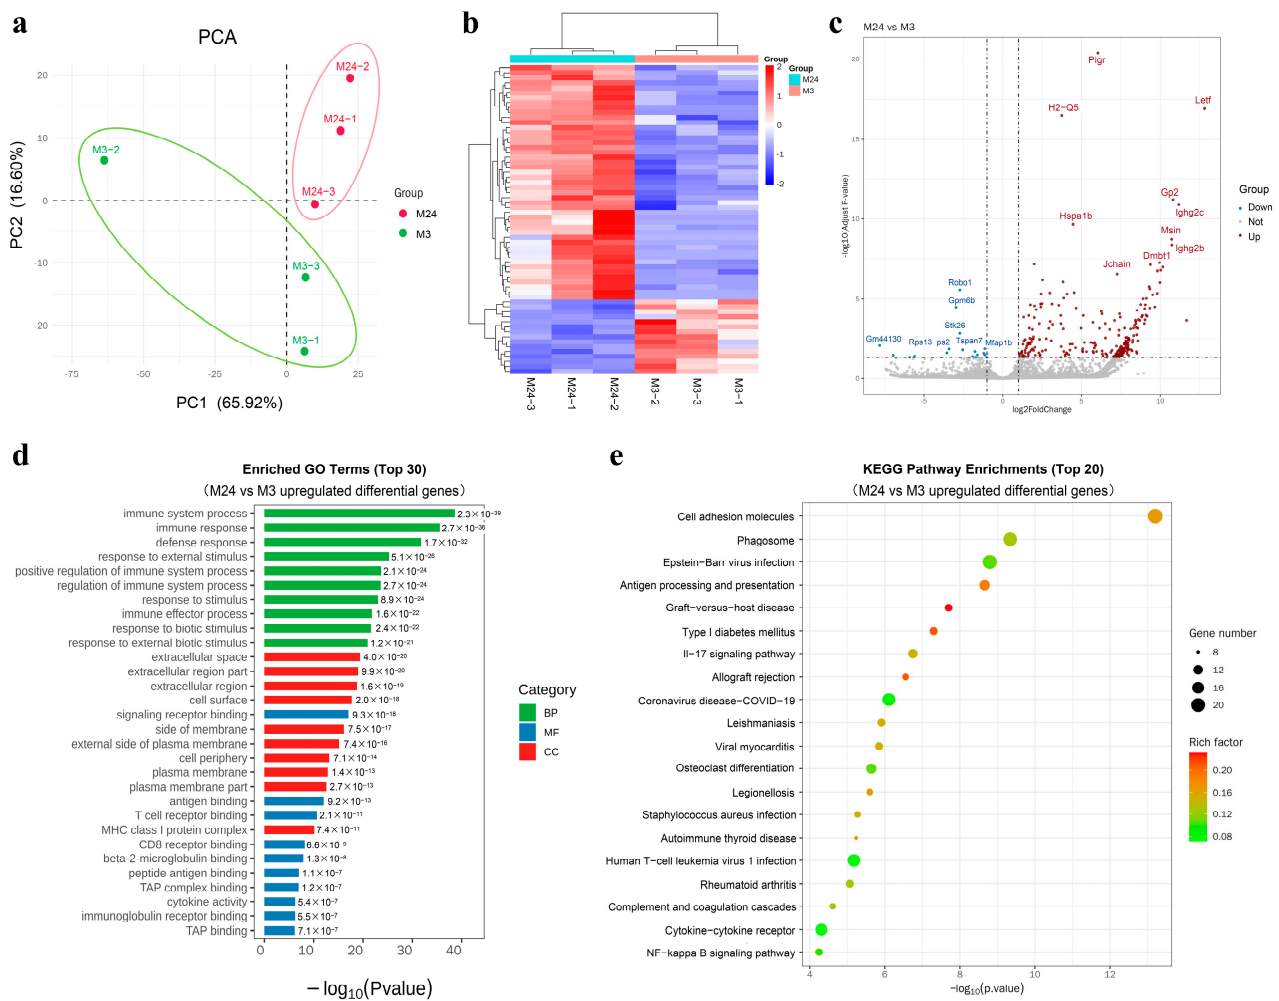 a
PCA
20
10
0
-10
20
-75
-50
-25
0
25
PC2 (16.60%)
PC1 (65.92%)
M24-2
M24-1
M24-3
M3-2
M3-3
M3-1
Group
M24
M3
b
Group
2
1
0
-1
-2
Group
M24
M3
M24-3
M24-1
M24-2
M3-2
M3-3
M3-1
c
M24 vs M3
20
15
10
5
0
-5
0
5
10
-log10 Adjust F-value)
log2FoldChange
Pigr
Letf
H2-Q5
Gp2
Ighg2c
Hspa1b
Msin
Ighg2b
Dmbt1
Jchain
Robo1
Gpm6b
Stk26
Gm44130
Rps13
ps2
Tspan7
Mfap1b
Group
Down
Not
Up
d
Enriched GO Terms (Top 30)
（M24 vs M3 upregulated differential genes）
immune system process 2.3×10⁻³⁹
immune response 2.7×10⁻³⁶
defense response 1.7×10⁻³²
response to external stimulus 5.1×10⁻²⁶
positive regulation of immune system process 2.1×10⁻²⁴
regulation of immune system process 2.7×10⁻²⁴
response to stimulus 8.9×10⁻²⁴
immune effector process 1.6×10⁻²²
response to biotic stimulus 2.4×10⁻²²
response to external biotic stimulus 1.2×10⁻²¹
extracellular space 4.0×10⁻²⁰
extracellular region part 9.9×10⁻²⁰
extracellular region 1.6×10⁻¹⁹
cell surface 2.0×10⁻¹⁸
signaling receptor binding 9.3×10⁻¹⁸
side of membrane 7.5×10⁻¹⁷
external side of plasma membrane 7.4×10⁻¹⁶
cell periphery 7.1×10⁻¹⁴
plasma membrane 1.4×10⁻¹³
plasma membrane part 2.7×10⁻¹³
antigen binding 9.2×10⁻¹³
T cell receptor binding 2.1×10⁻¹¹
MHC class I protein complex 7.4×10⁻¹¹
CD8 receptor binding 6.6×10⁻⁹
beta-2-microglobulin binding 1.3×10⁻⁸
peptide antigen binding 1.1×10⁻⁷
TAP complex binding 1.2×10⁻⁷
cytokine activity 5.4×10⁻⁷
immunoglobulin receptor binding 5.5×10⁻⁷
TAP binding 7.1×10⁻⁷
0 10 20 30 40
− log₁₀(Pvalue)
Category
BP
MF
CC
e
KEGG Pathway Enrichments (Top 20)
（M24 vs M3 upregulated differential genes）
Cell adhesion molecules
Phagosome
Epstein-Barr virus infection
Antigen processing and presentation
Graft-versus-host disease
Type I diabetes mellitus
Il-17 signaling pathway
Allograft rejection
Coronavirus disease-COVID-19
Leishmaniasis
Viral myocarditis
Osteoclast differentiation
Legionellosis
Staphylococcus aureus infection
Autoimmune thyroid disease
Human T-cell leukemia virus 1 infection
Rheumatoid arthritis
Complement and coagulation cascades
Cytokine-cytokine receptor
NF-kappa B signaling pathway
4 6 8 10 12
−log₁₀(p.value)
Gene number
8
12
16
20
Rich factor
0.20
0.16
0.12
0.08